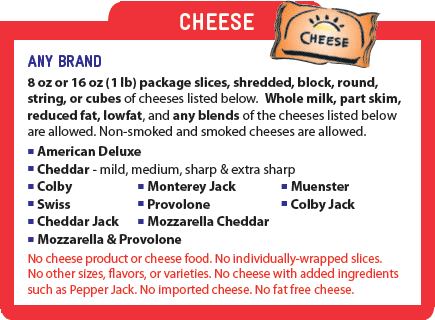 CHEESE
CHEESE
ANY BRAND
8 oz or 16 oz (1 lb) package slices, shredded, block, round,
string, or cubes of cheeses listed below. Whole milk, part skim,
reduced fat, lowfat, and any blends of the cheeses listed below
are allowed. Non-smoked and smoked cheeses are allowed.
American Deluxe
Cheddar - mild, medium, sharp & extra sharp
Colby Monterey Jack Muenster
Swiss Provolone Colby Jack
Cheddar Jack Mozzarella Cheddar
Mozzarella & Provolone
No cheese product or cheese food. No individually-wrapped slices.
No other sizes, flavors, or varieties. No cheese with added ingredients
such as Pepper Jack. No imported cheese. No fat free cheese.